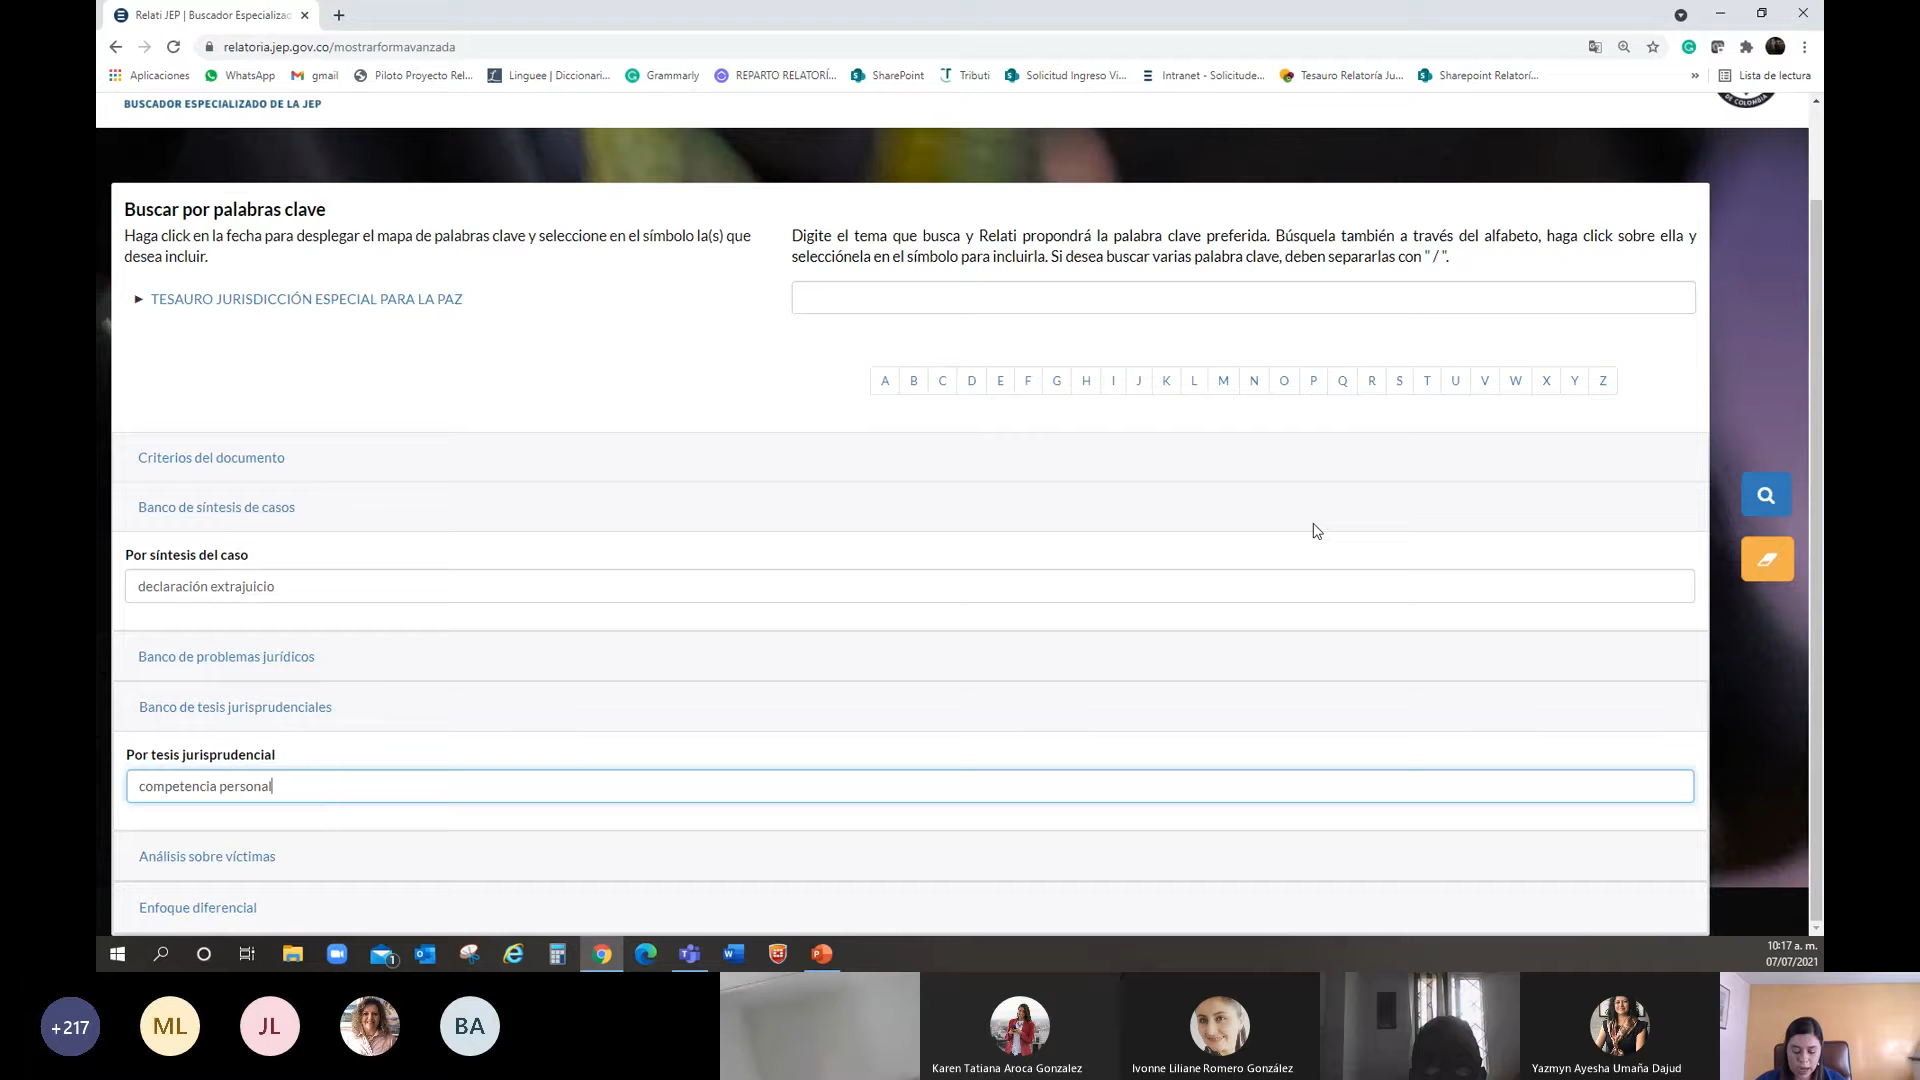 Relati JEP | Buscador Especializad
relatoria.jep.gov.co/mostrarformavanzada
Aplicaciones WhatsApp gmail Piloto Proyecto Rel... Linguee | Diccionari... Grammarly REPARTO RELATORÍ... SharePoint Tributi Solicitud Ingreso Vi... Intranet - Solicitude... Tesauro Relatoría Ju... Sharepoint Relatorí... » Lista de lectura
BUSCADOR ESPECIALIZADO DE LA JEP
DE COLOMBIA
Buscar por palabras clave
Haga click en la fecha para desplegar el mapa de palabras clave y seleccione en el símbolo la(s) que
desea incluir.
Digite el tema que busca y Relati propondrá la palabra clave preferida. Búsquela también a través del alfabeto, haga click sobre ella y
selecciónela en el símbolo para incluirla. Si desea buscar varias palabra clave, deben separarlas con " / ".
TESAURO JURISDICCIÓN ESPECIAL PARA LA PAZ
A B C D E F G H I J K L M N O P Q R S T U V W X Y Z
Criterios del documento
Banco de síntesis de casos
Por síntesis del caso
declaración extrajuicio
Banco de problemas jurídicos
Banco de tesis jurisprudenciales
Por tesis jurisprudencial
competencia personal
Análisis sobre víctimas
Enfoque diferencial
1
10:17 a. m.
07/07/2021
+217 ML JL BA
Karen Tatiana Aroca Gonzalez
Ivonne Liliane Romero González
Yazmyn Ayesha Umaña Dajud